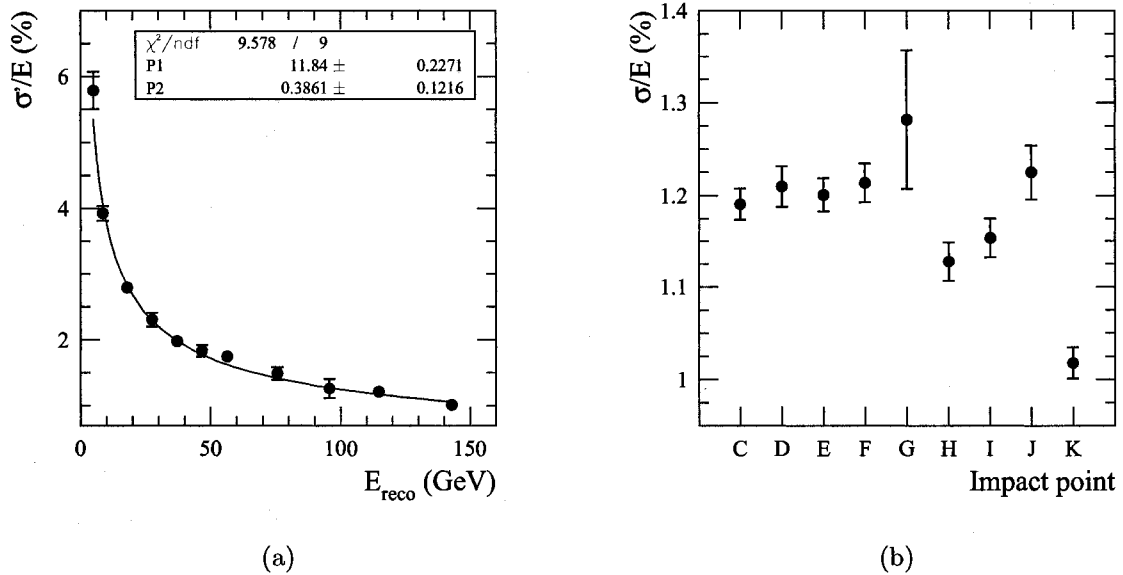 σ'/E (%)
χ²/ndf 9.578 / 9
P1 11.84 ± 0.2271
P2 0.3861 ± 0.1216
6
4
2
0 50 100 150
E_reco (GeV)
(a)
σ/E (%)
1.4
1.3
1.2
1.1
1
C D E F G H I J K
Impact point
(b)